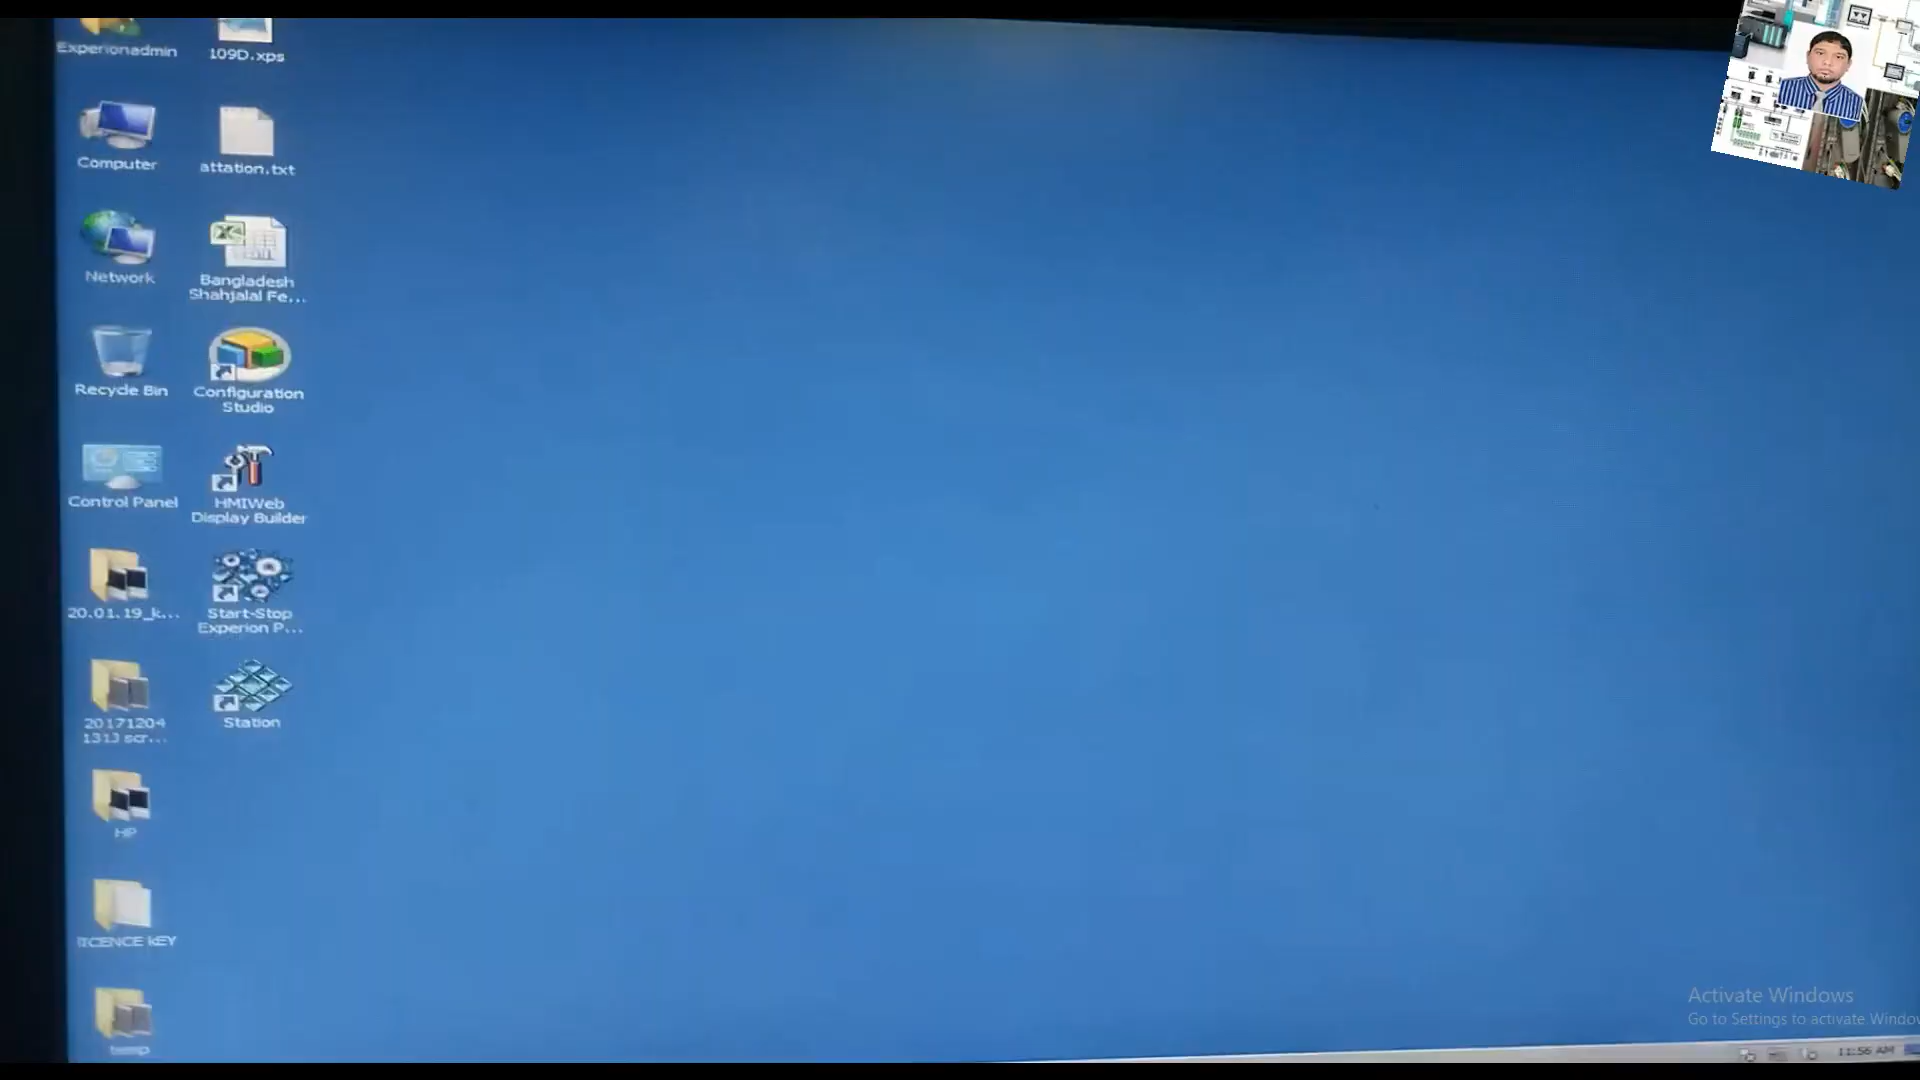 Experionadmin
109D.xps
Computer
attation.txt
Network
Bangladesh
Shahjalal Fe...
Recycle Bin
Configuration
Studio
Control Panel
HMIWeb
Display Builder
20.01.19_k...
Start-Stop
Experion P...
20171204
1313 scr...
Station
HP
lICENCE kEY
temp
Activate Windows
Go to Settings to activate Window
11:56 AM